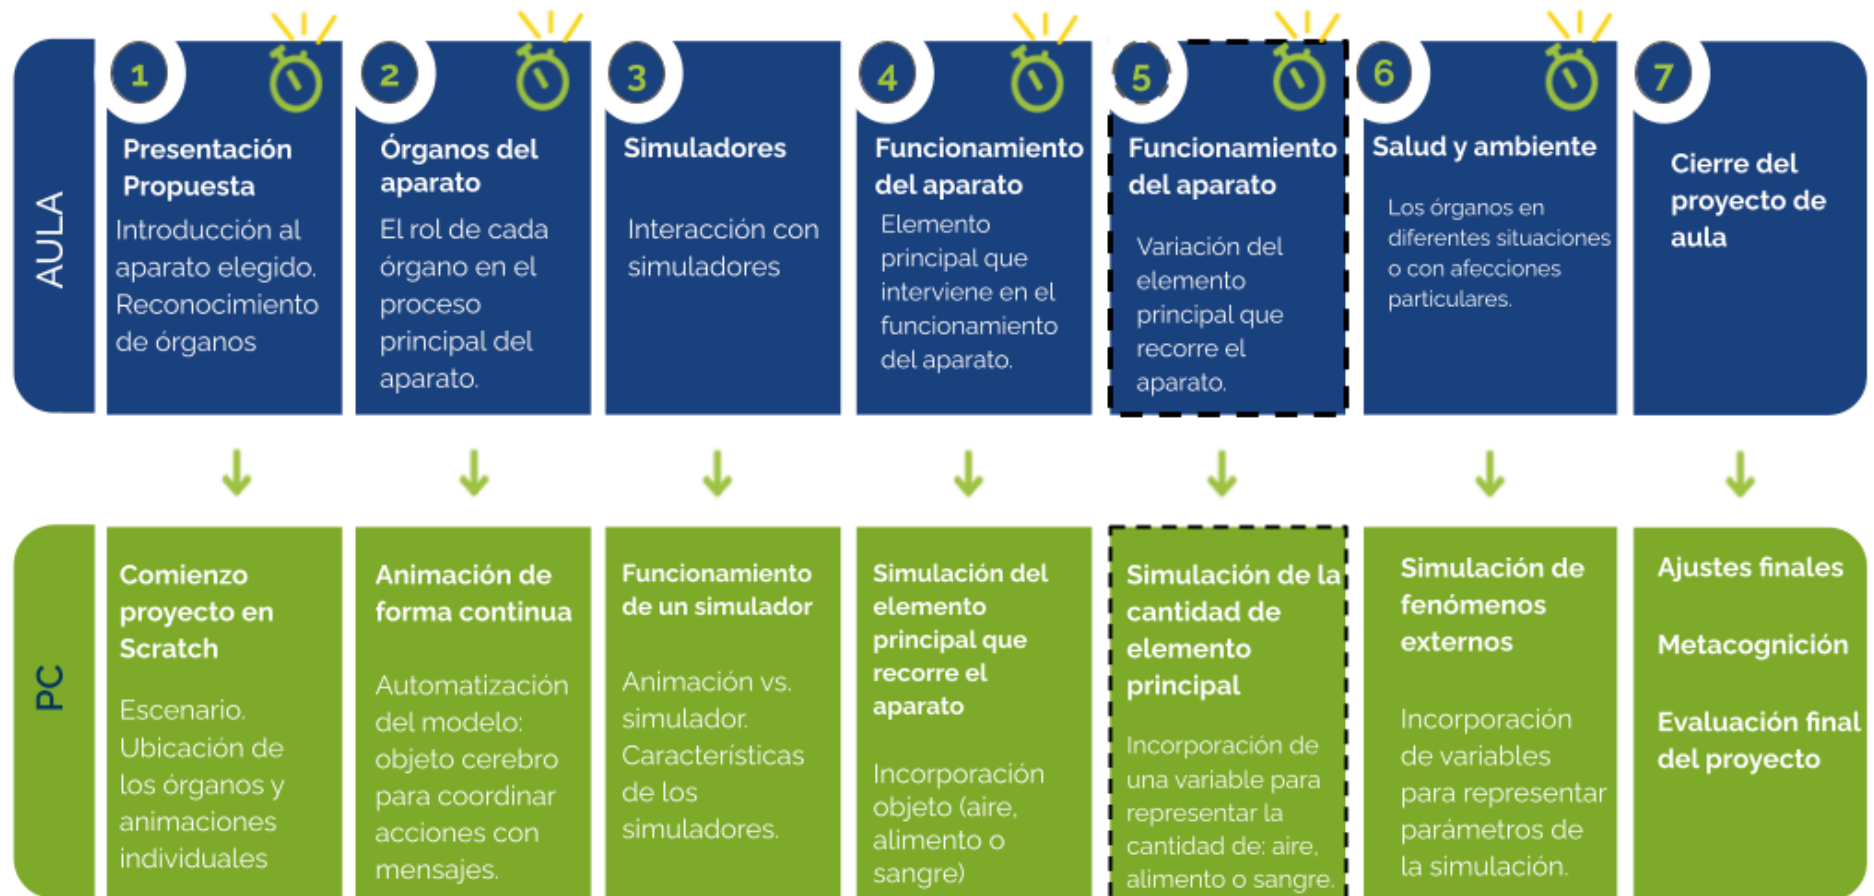 AULA
1
Presentación
Propuesta
Introducción al
aparato elegido.
Reconocimiento
de órganos
2
Órganos del
aparato
El rol de cada
órgano en el
proceso
principal del
aparato.
3
Simuladores
Interacción con
simuladores
4
Funcionamiento
del aparato
Elemento
principal que
interviene en el
funcionamiento
del aparato.
5
Funcionamiento
del aparato
Variación del
elemento
principal que
recorre el
aparato.
6
Salud y ambiente
Los órganos en
diferentes situaciones
o con afecciones
particulares.
7
Cierre del
proyecto de
aula
PC
Comienzo
proyecto en
Scratch
Escenario.
Ubicación de
los órganos y
animaciones
individuales
Animación de
forma continua
Automatización
del modelo:
objeto cerebro
para coordinar
acciones con
mensajes.
Funcionamiento
de un simulador
Animación vs.
simulador.
Características
de los
simuladores.
Simulación del
elemento
principal que
recorre el
aparato
Incorporación
objeto (aire,
alimento o
sangre)
Simulación de la
cantidad de
elemento
principal
Incorporación de
una variable para
representar la
cantidad de: aire,
alimento o sangre.
Simulación de
fenómenos
externos
Incorporación
de variables
para representar
parámetros de
la simulación.
Ajustes finales
Metacognición
Evaluación final
del proyecto